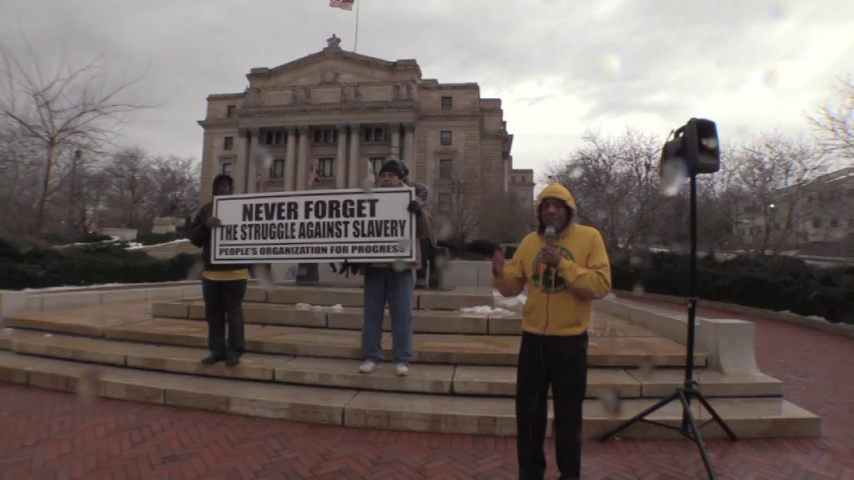 NEVER FORGET
THE STRUGGLE AGAINST SLAVERY
PEOPLE'S ORGANIZATION FOR PROGRESS